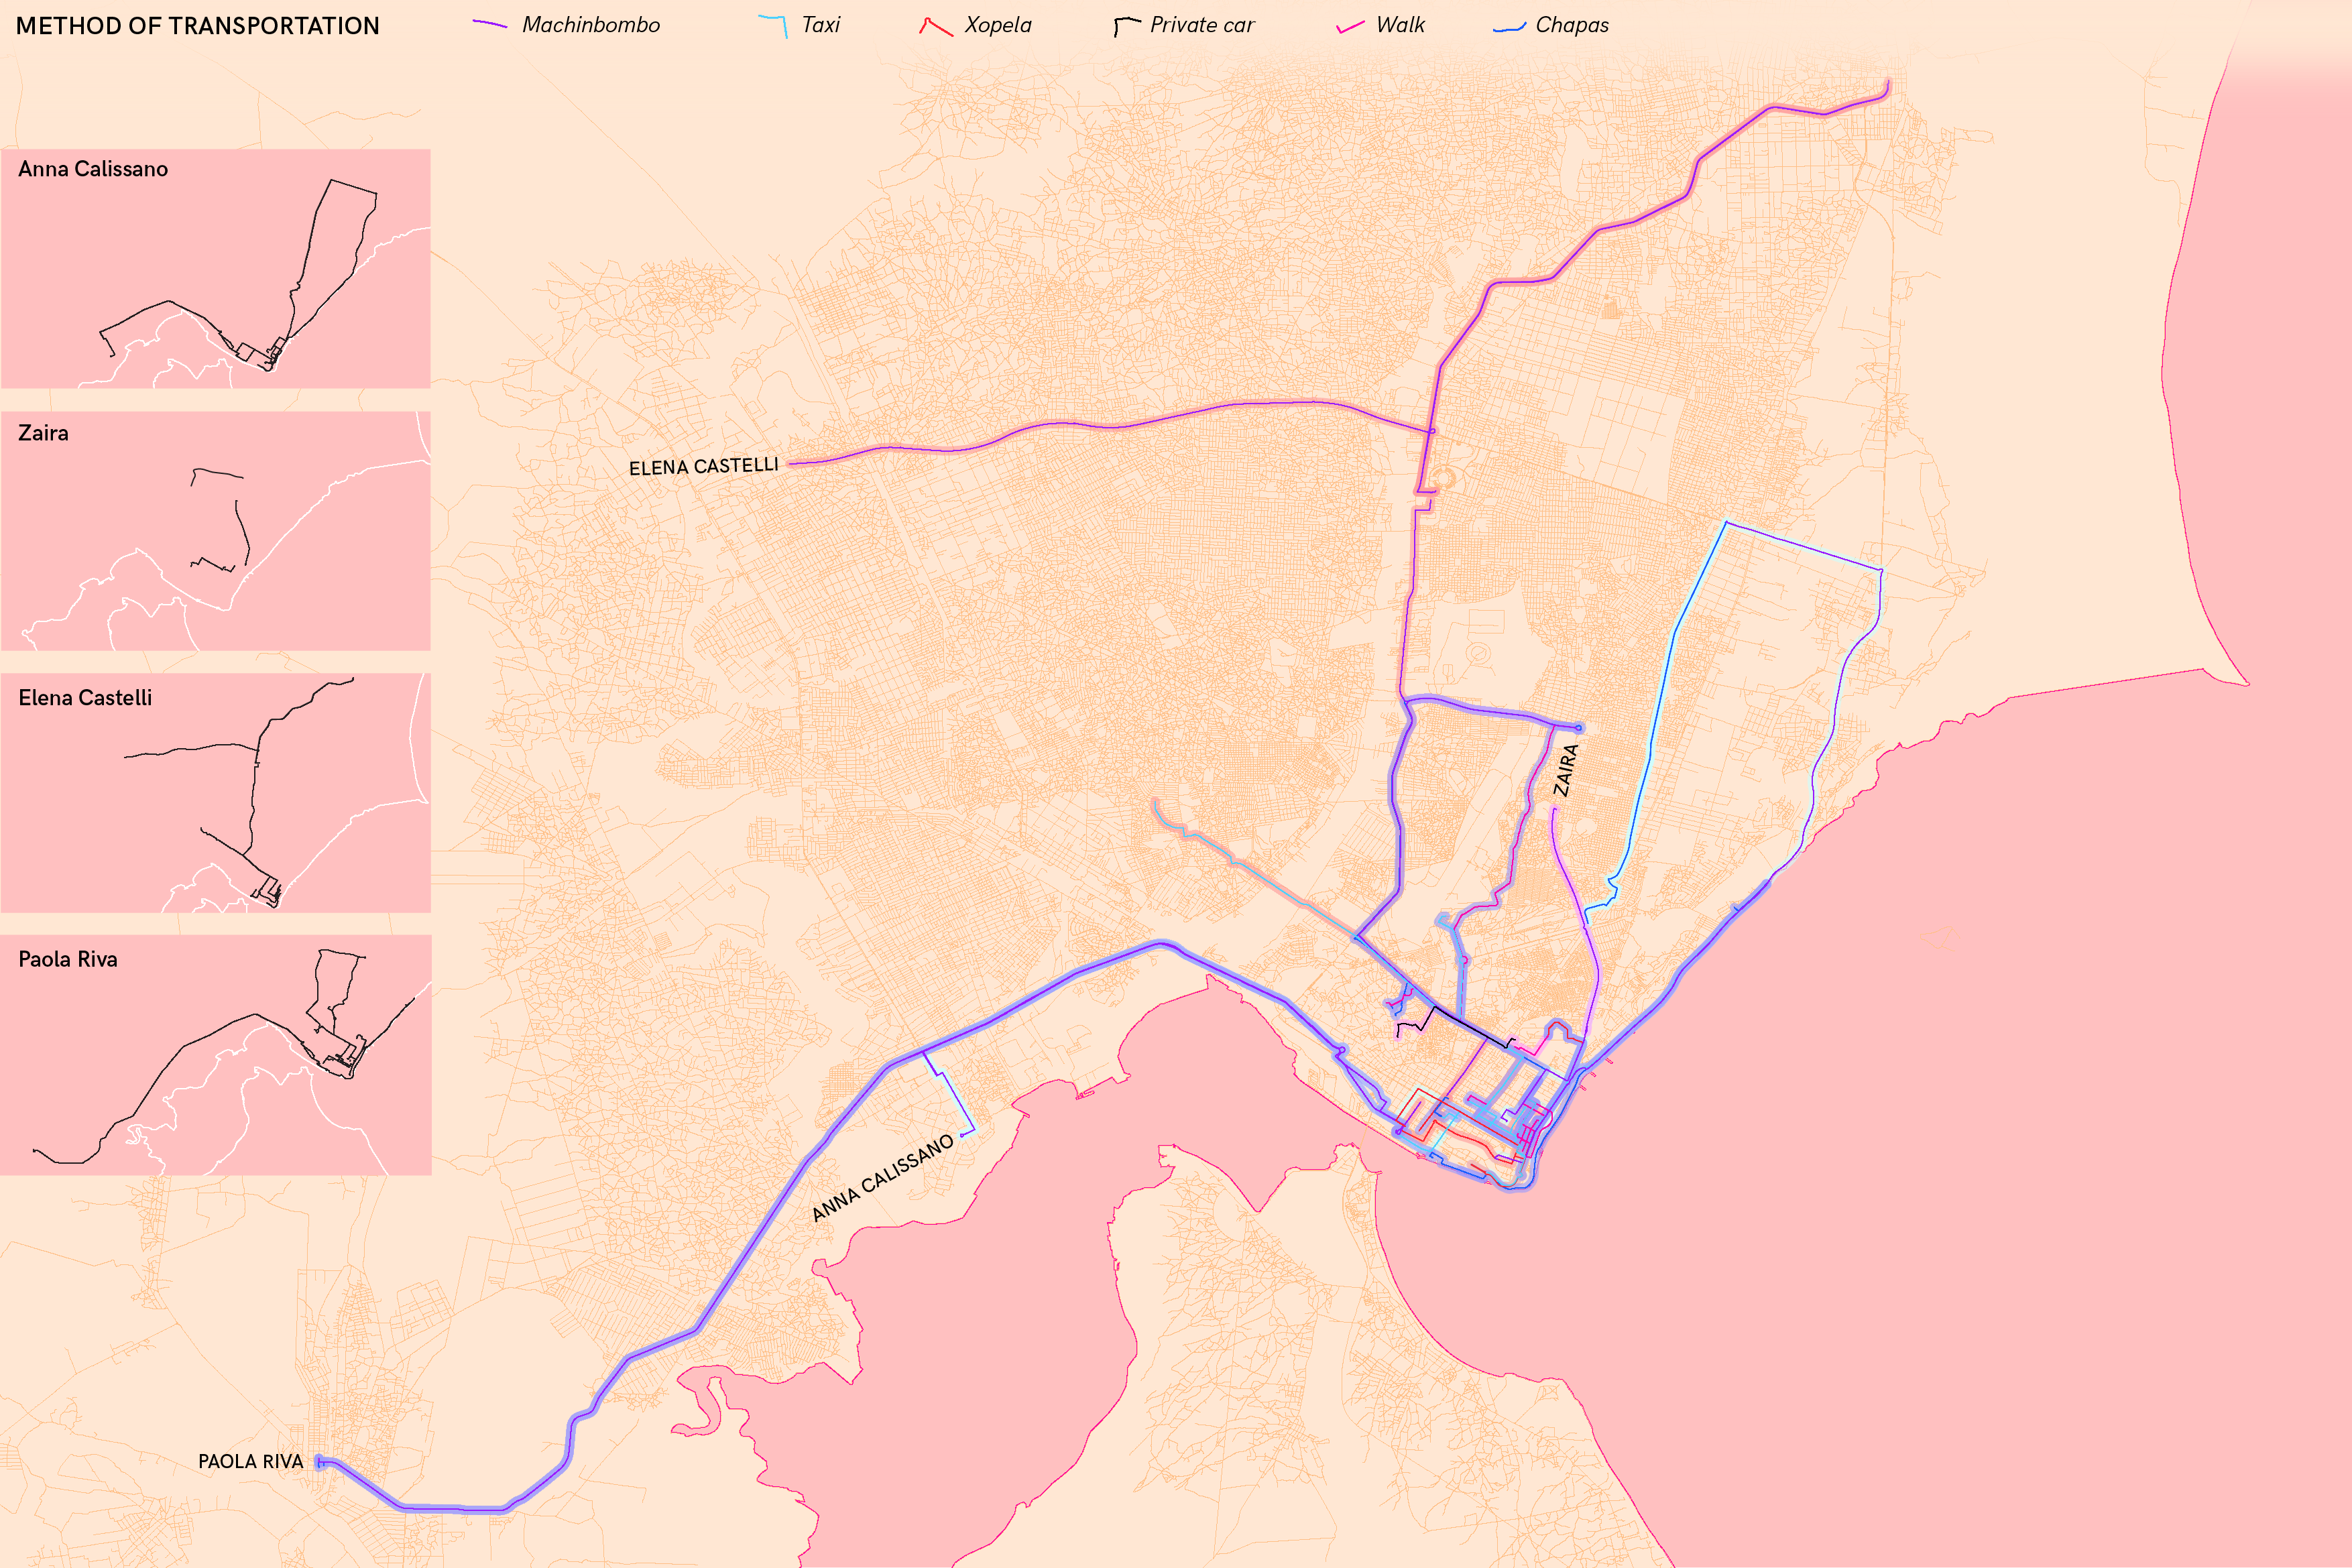 METHOD OF TRANSPORTATION
Machinbombo
Taxi
Xopela
Private car
Walk
Chapas
Anna Calissano
Zaira
Elena Castelli
Paola Riva
ELENA CASTELLI
ZAIRA
ANNA CALISSANO
PAOLA RIVA